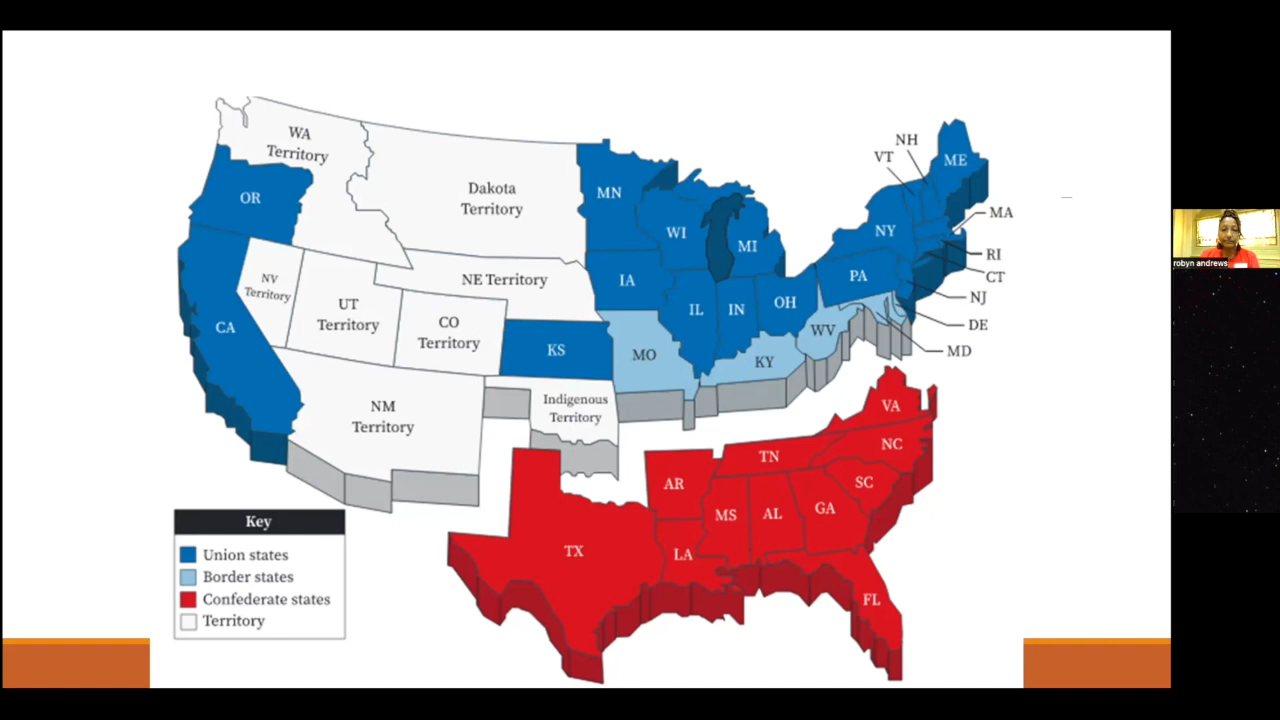 WA
Territory
OR
Dakota
Territory
MN
NH
VT
ME
WI
MI
NY
MA
NV
Territory
UT
Territory
NE Territory
CO
Territory
IA
PA
RI
CT
NJ
CA
KS
IL
IN
OH
WV
DE
MD
MO
KY
NM
Territory
Indigenous
Territory
VA
NC
TN
SC
AR
MS
AL
GA
TX
LA
FL
Key
Union states
Border states
Confederate states
Territory
robyn andrews